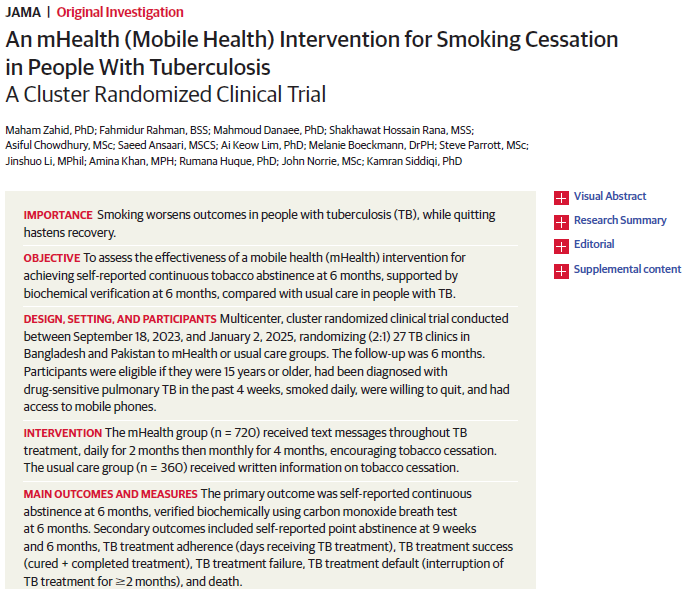 JAMA | Original Investigation
An mHealth (Mobile Health) Intervention for Smoking Cessation
in People With Tuberculosis
A Cluster Randomized Clinical Trial
Maham Zahid, PhD; Fahmidur Rahman, BSS; Mahmoud Danaee, PhD; Shakhawat Hossain Rana, MSS;
Asiful Chowdhury, MSc; Saeed Ansaari, MSCS; Ai Keow Lim, PhD; Melanie Boeckmann, DrPH; Steve Parrott, MSc;
Jinshuo Li, MPhil; Amina Khan, MPH; Rumana Huque, PhD; John Norrie, MSc; Kamran Siddiqi, PhD
IMPORTANCE Smoking worsens outcomes in people with tuberculosis (TB), while quitting
hastens recovery.
OBJECTIVE To assess the effectiveness of a mobile health (mHealth) intervention for
achieving self-reported continuous tobacco abstinence at 6 months, supported by
biochemical verification at 6 months, compared with usual care in people with TB.
DESIGN, SETTING, AND PARTICIPANTS Multicenter, cluster randomized clinical trial conducted
between September 18, 2023, and January 2, 2025, randomizing (2:1) 27 TB clinics in
Bangladesh and Pakistan to mHealth or usual care groups. The follow-up was 6 months.
Participants were eligible if they were 15 years or older, had been diagnosed with
drug-sensitive pulmonary TB in the past 4 weeks, smoked daily, were willing to quit, and had
access to mobile phones.
INTERVENTION The mHealth group (n = 720) received text messages throughout TB
treatment, daily for 2 months then monthly for 4 months, encouraging tobacco cessation.
The usual care group (n = 360) received written information on tobacco cessation.
MAIN OUTCOMES AND MEASURES The primary outcome was self-reported continuous
abstinence at 6 months, verified biochemically using carbon monoxide breath test
at 6 months. Secondary outcomes included self-reported point abstinence at 9 weeks
and 6 months, TB treatment adherence (days receiving TB treatment), TB treatment success
(cured + completed treatment), TB treatment failure, TB treatment default (interruption of
TB treatment for ≥2 months), and death.
Visual Abstract
Research Summary
Editorial
Supplemental content